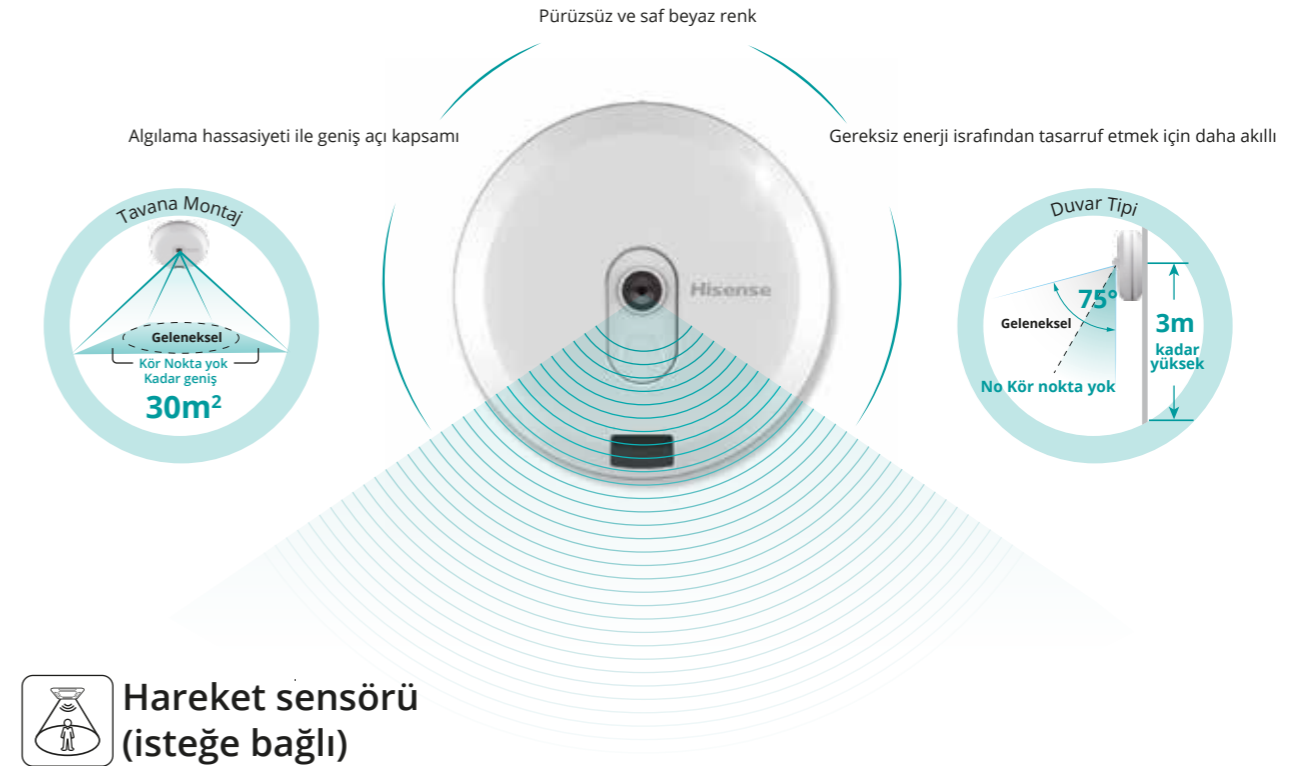 Pürüzsüz ve saf beyaz renk
Algılama hassasiyeti ile geniş açı kapsamı
Gereksiz enerji israfından tasarruf etmek için daha akıllı
Tavana Montaj
Geleneksel
Kör Nokta yok
Kadar geniş
30m²
Hisense
Duvar Tipi
75°
Geleneksel
3m
kadar
yüksek
No Kör nokta yok
Hareket sensörü
(isteğe bağlı)